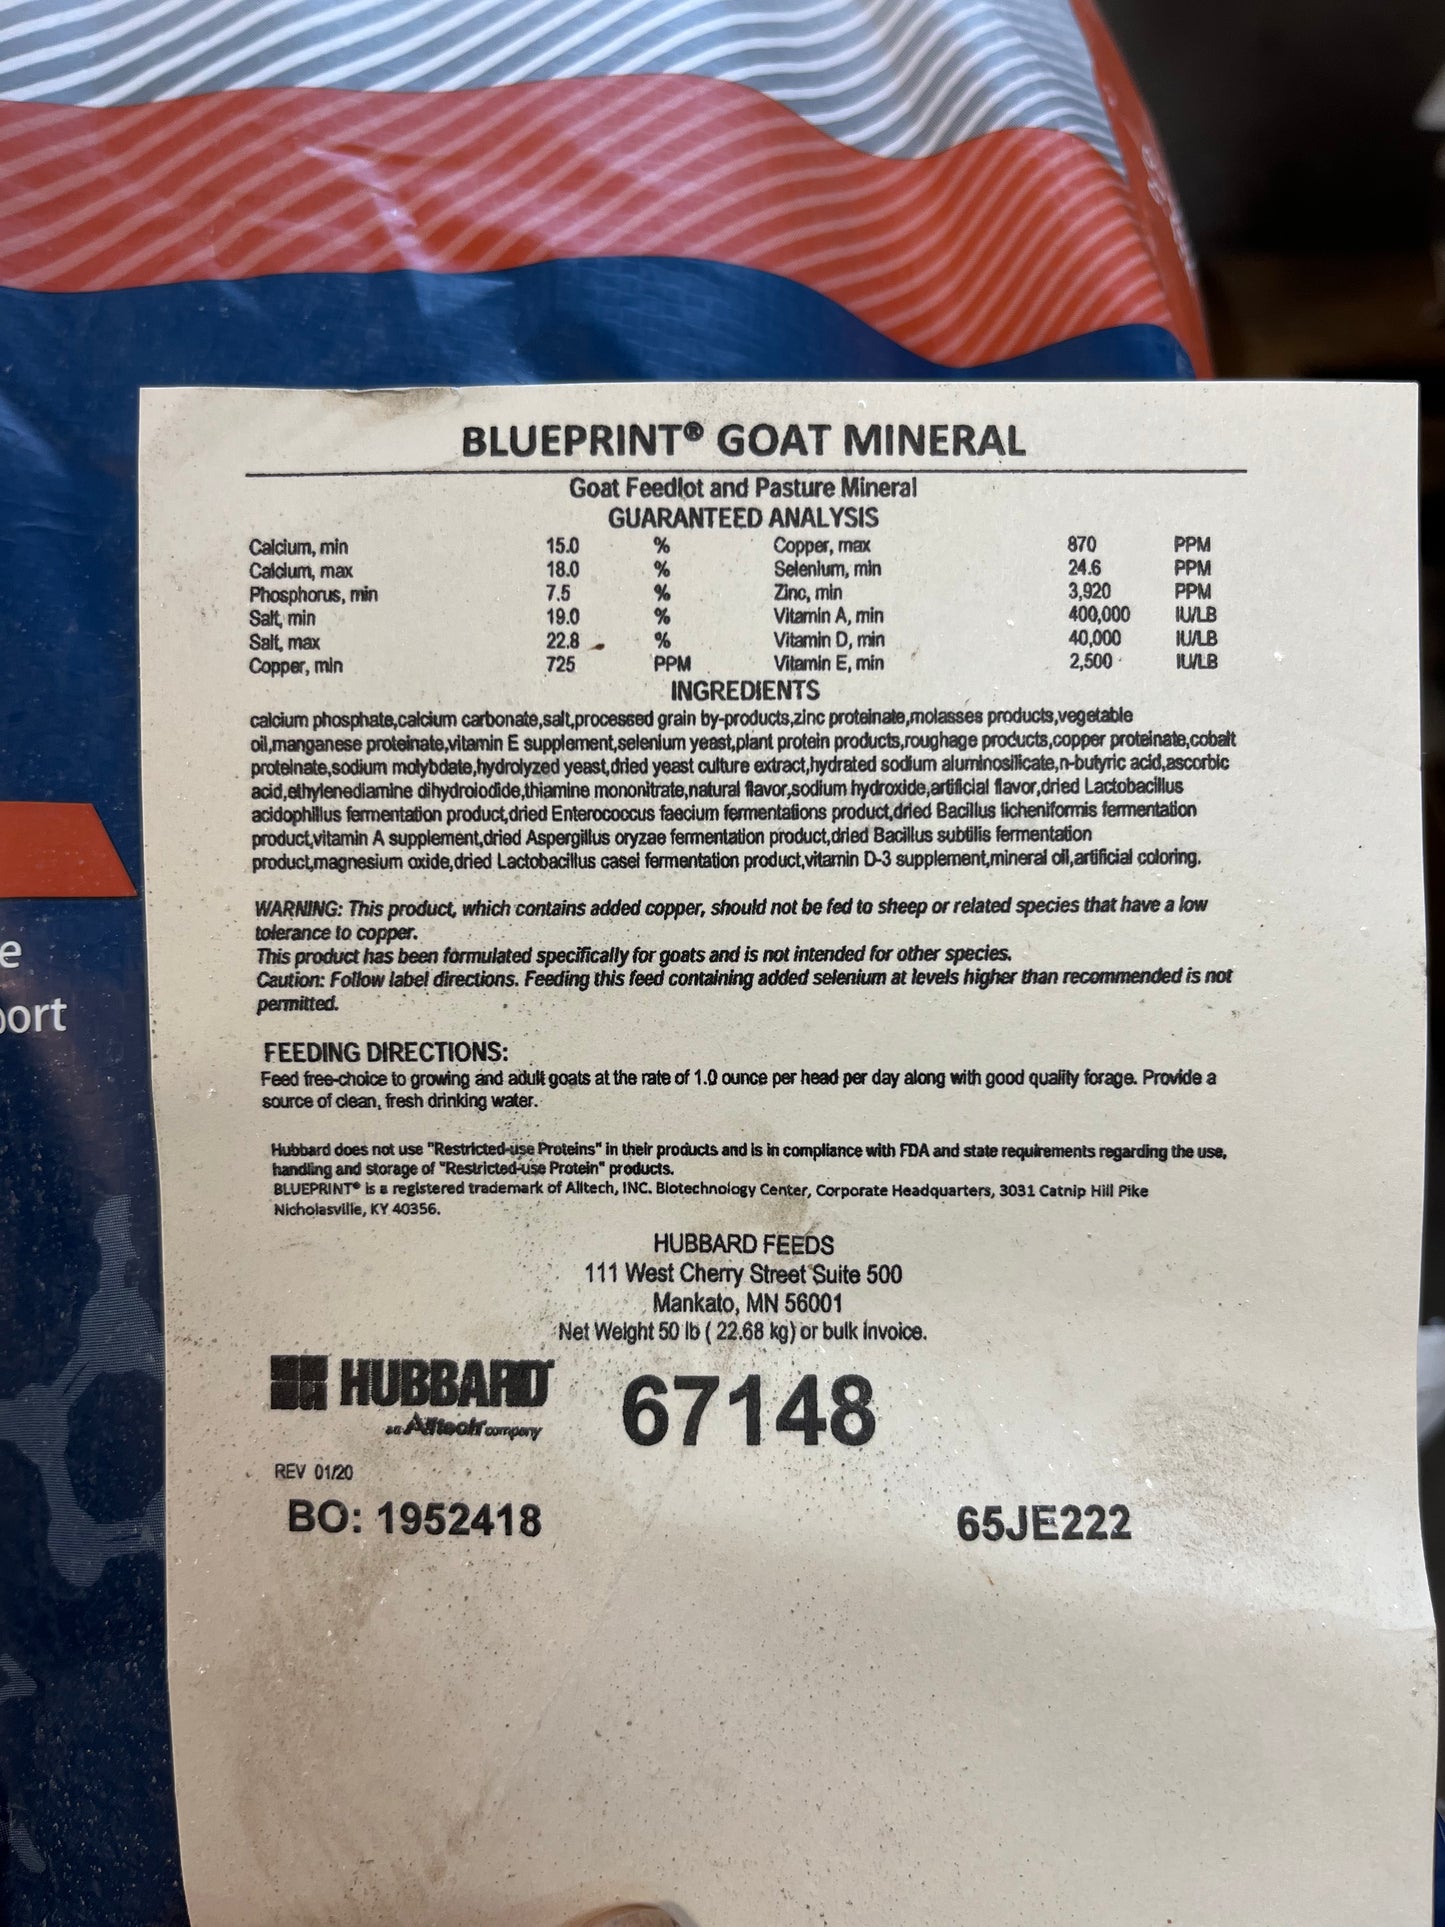 BLUEPRINT® GOAT MINERAL
Goat Feedlot and Pasture Mineral
GUARANTEED ANALYSIS
Calcium, min 15.0 % Copper, max 870 PPM
Calcium, max 18.0 % Selenium, min 24.6 PPM
Phosphorus, min 7.5 % Zinc, min 3,920 PPM
Salt, min 19.0 % Vitamin A, min 400,000 IU/LB
Salt, max 22.8 % Vitamin D, min 40,000 IU/LB
Copper, min 725 PPM Vitamin E, min 2,500 IU/LB
INGREDIENTS
calcium phosphate,calcium carbonate,salt,processed grain by-products,zinc proteinate,molasses products,vegetable
oil,manganese proteinate,vitamin E supplement,selenium yeast,plant protein products,roughage products,copper proteinate,cobalt
proteinate,sodium molybdate,hydrolyzed yeast,dried yeast culture extract,hydrated sodium aluminosilicate,n-butyric acid,ascorbic
acid,ethylenediamine dihydroiodide,thiamine mononitrate,natural flavor,sodium hydroxide,artificial flavor,dried Lactobacillus
acidophillus fermentation product,dried Enterococcus faecium fermentations product,dried Bacillus licheniformis fermentation
product,vitamin A supplement,dried Aspergillus oryzae fermentation product,dried Bacillus subtilis fermentation
product,magnesium oxide,dried Lactobacillus casei fermentation product,vitamin D-3 supplement,mineral oil,artificial coloring.
WARNING: This product, which contains added copper, should not be fed to sheep or related species that have a low
tolerance to copper.
This product has been formulated specifically for goats and is not intended for other species.
Caution: Follow label directions. Feeding this feed containing added selenium at levels higher than recommended is not
permitted.
e
port
FEEDING DIRECTIONS:
Feed free-choice to growing and adult goats at the rate of 1.0 ounce per head per day along with good quality forage. Provide a
source of clean, fresh drinking water.
Hubbard does not use "Restricted-use Proteins" in their products and is in compliance with FDA and state requirements regarding the use,
handling and storage of "Restricted-use Protein" products.
BLUEPRINT® is a registered trademark of Alltech, INC. Biotechnology Center, Corporate Headquarters, 3031 Catnip Hill Pike
Nicholasville, KY 40356.
HUBBARD FEEDS
111 West Cherry Street Suite 500
Mankato, MN 56001
Net Weight 50 lb ( 22.68 kg) or bulk invoice.
HUBBARD 67148
an Alltech company
REV 01/20
BO: 1952418 65JE222